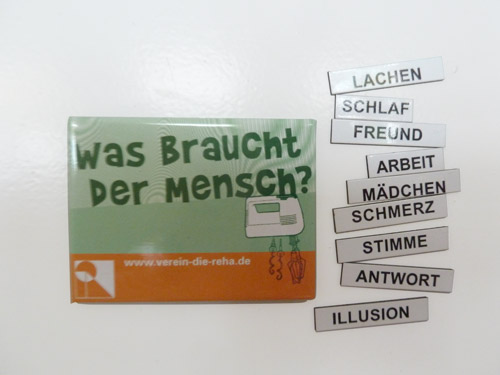 Was Braucht
Der Mensch?
www.verein-die-reha.de
LACHEN
SCHLAF
FREUND
ARBEIT
MÄDCHEN
SCHMERZ
STIMME
ANTWORT
ILLUSION